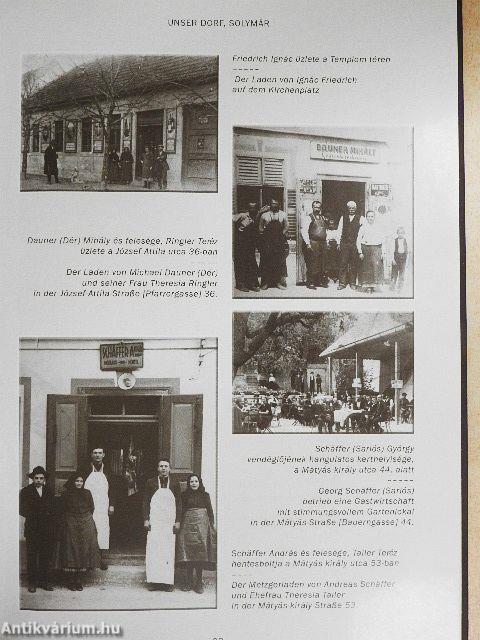 UNSER DORF, SOLYMÁR
Friedrich Ignác üzlete a Templom téren
-----
Der Laden von Ignác Friedrich
auf dem Kirchenplatz
DAUNER MIHÁLY
Dauner (Dér) Mihály és felesége, Ringler Teréz
üzlete a József Attila utca 36-ban
Der Laden von Michael Dauner (Dér)
und seiner Frau Theresia Ringler
in der József Attila Straße [Pfarrergasse] 36.
SCHÄFFER
Schäffer (Sariós) György
vendéglőjének hangulatos kerthelyisége,
a Mátyás király utca 44. alatt
-----
Georg Schäffer (Sariós)
betrieb eine Gastwirtschaft
mit stimmungsvollem Gartenlokal
in der Mátyás Straße [Bauerngasse] 44.
Schäffer András és felesége, Taller Teréz
hentesboltja a Mátyás király utca 53-ban
-----
Der Metzgerladen von Andreas Schäffer
und Ehefrau Theresia Taller
in der Mátyás király Straße 53.
Antikvárium.hu